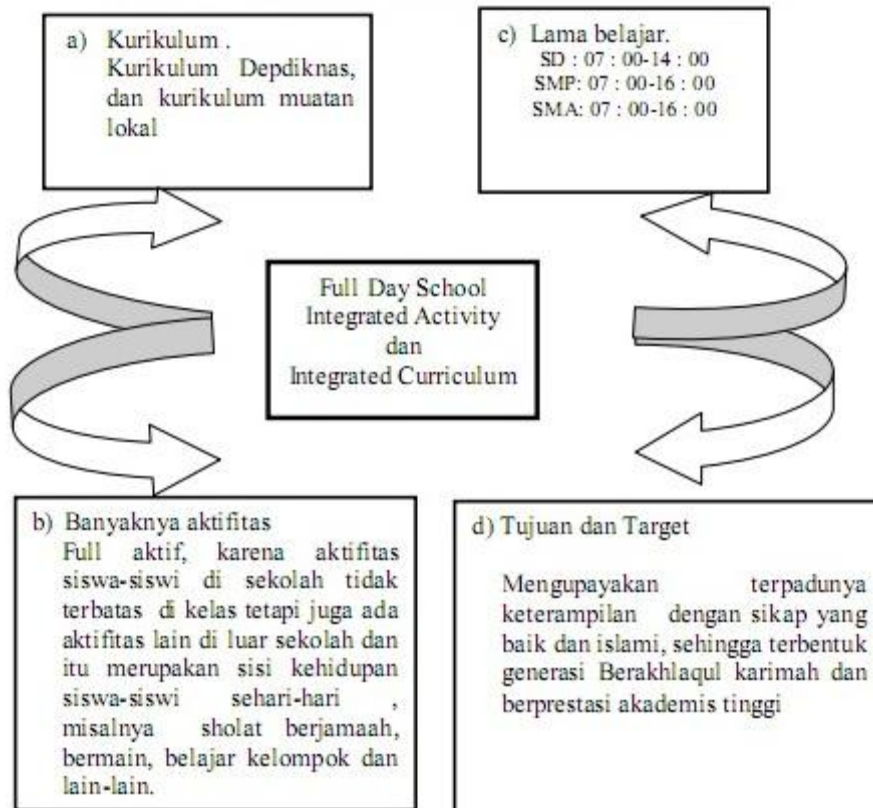 a) Kurikulum .
Kurikulum Depdiknas,
dan kurikulum muatan
lokal
c) Lama belajar.
SD : 07 : 00-14 : 00
SMP: 07 : 00-16 : 00
SMA: 07 : 00-16 : 00
Full Day School
Integrated Activity
dan
Integrated Curriculum
b) Banyaknya aktifitas
Full aktif, karena aktifitas
siswa-siswi di sekolah tidak
terbatas di kelas tetapi juga ada
aktifitas lain di luar sekolah dan
itu merupakan sisi kehidupan
siswa-siswi sehari-hari ,
misalnya sholat berjamaah,
bermain, belajar kelompok dan
lain-lain.
d) Tujuan dan Target
Mengupayakan terpadunya
keterampilan dengan sikap yang
baik dan islami, sehingga terbentuk
generasi Berakhlaqul karimah dan
berprestasi akademis tinggi